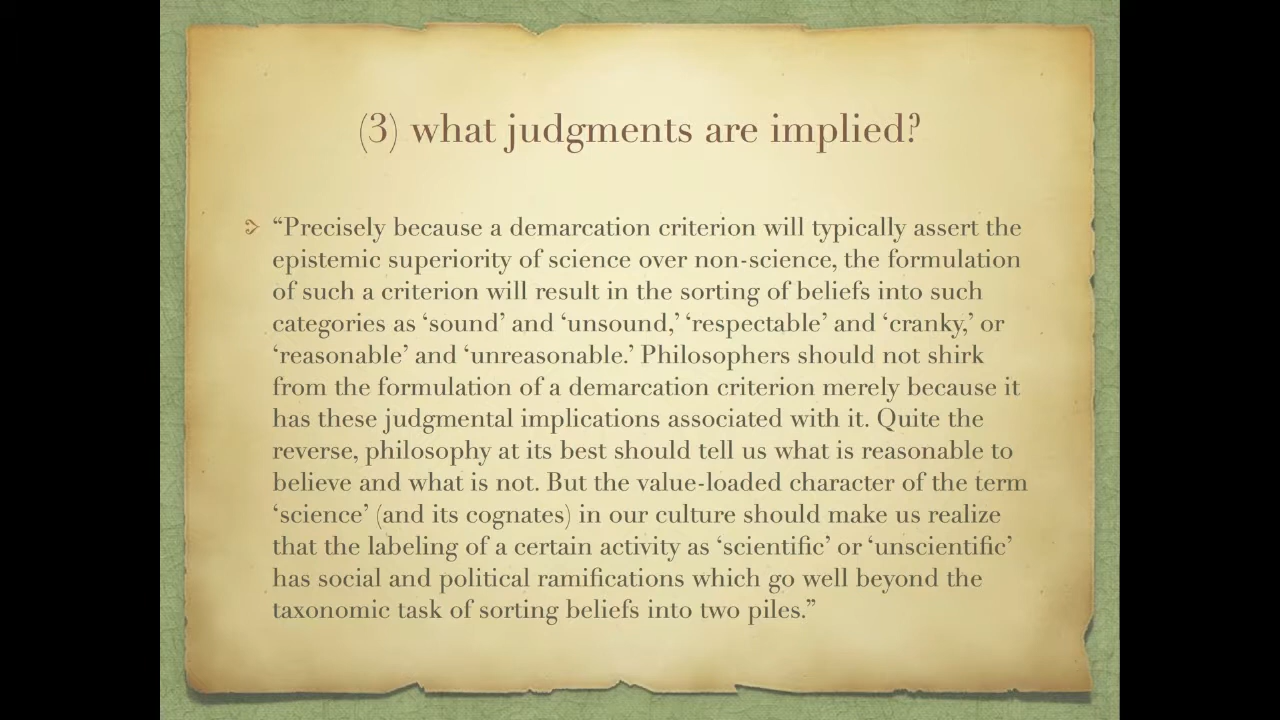 (3) what judgments are implied?
“Precisely because a demarcation criterion will typically assert the
epistemic superiority of science over non-science, the formulation
of such a criterion will result in the sorting of beliefs into such
categories as ‘sound’ and ‘unsound,’ ‘respectable’ and ‘cranky,’ or
‘reasonable’ and ‘unreasonable.’ Philosophers should not shirk
from the formulation of a demarcation criterion merely because it
has these judgmental implications associated with it. Quite the
reverse, philosophy at its best should tell us what is reasonable to
believe and what is not. But the value-loaded character of the term
‘science’ (and its cognates) in our culture should make us realize
that the labeling of a certain activity as ‘scientific’ or ‘unscientific’
has social and political ramifications which go well beyond the
taxonomic task of sorting beliefs into two piles.”